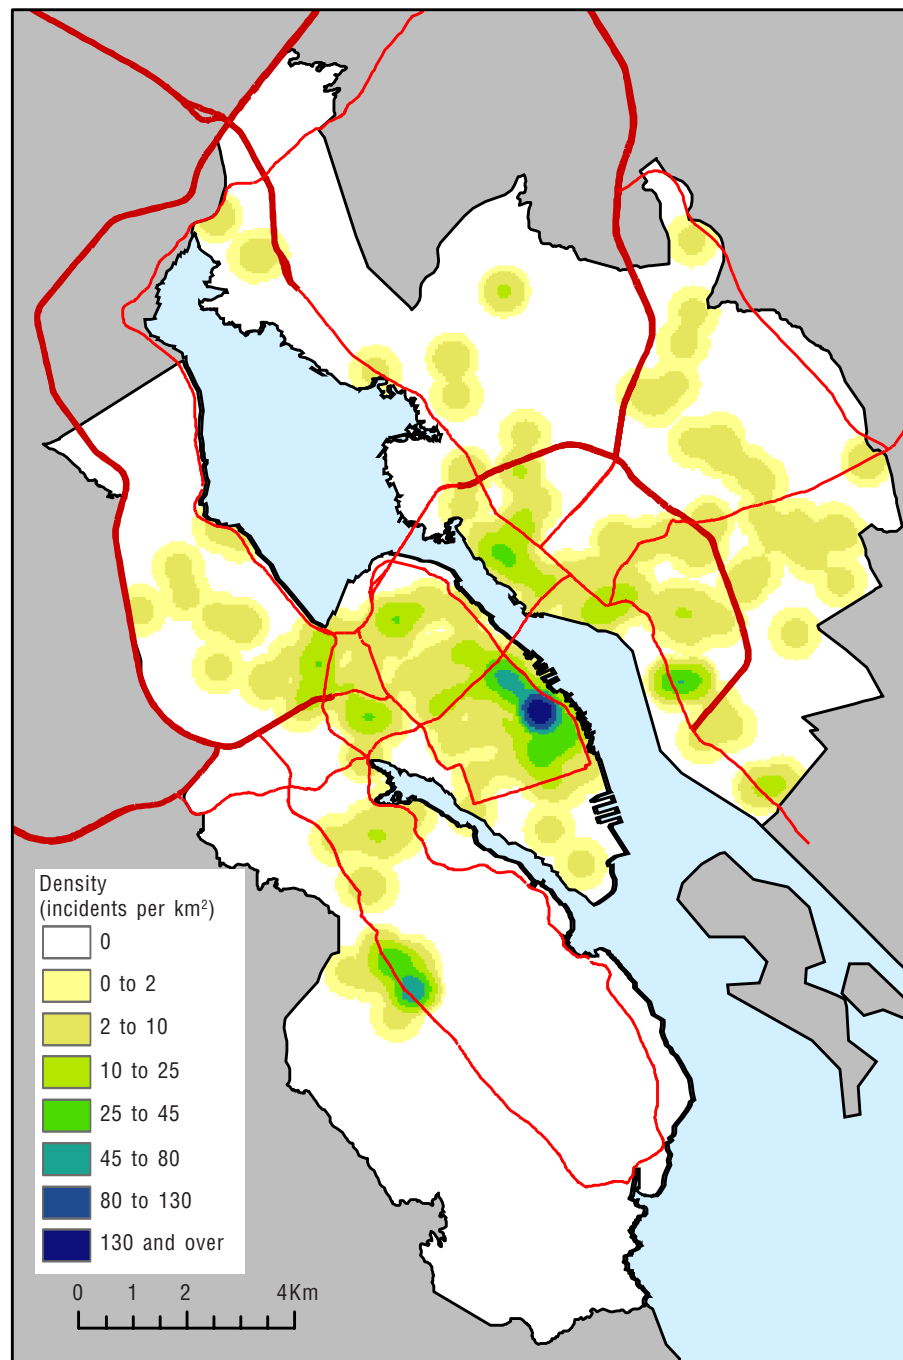 Density
(incidents per km²)
0
0 to 2
2 to 10
10 to 25
25 to 45
45 to 80
80 to 130
130 and over
0 1 2 4Km